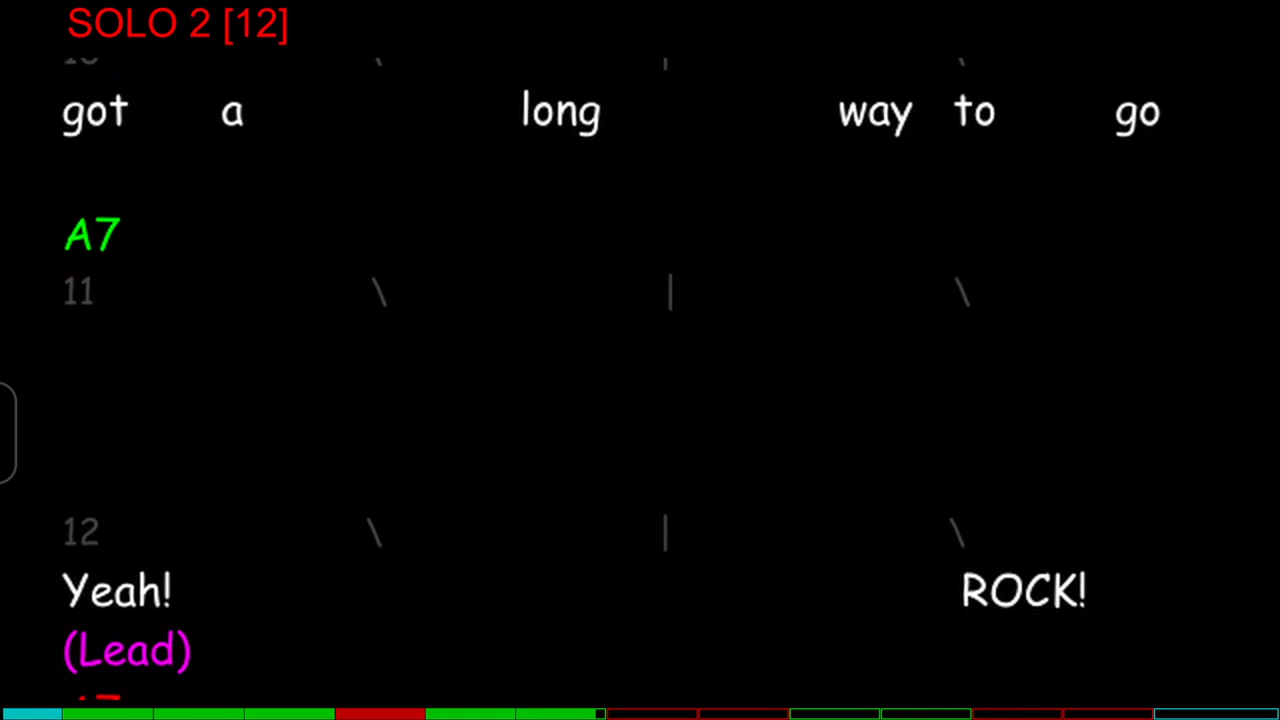 SOLO 2 [12]
got a long way to go
A7
11 \ | \
12 \ | \
Yeah! ROCK!
(Lead)